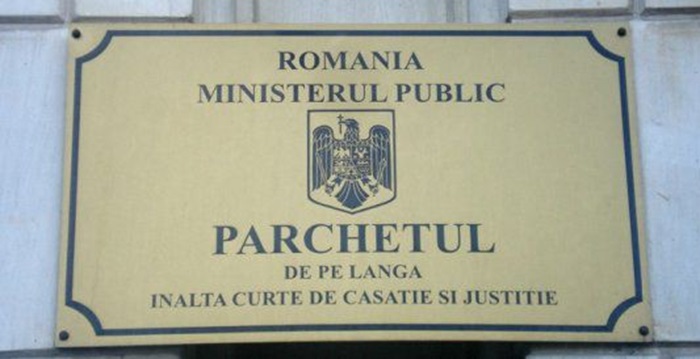 ROMANIA
MINISTERUL PUBLIC
PARCHETUL
DE PE LANGA
INALTA CURTE DE CASATIE SI JUSTITIE